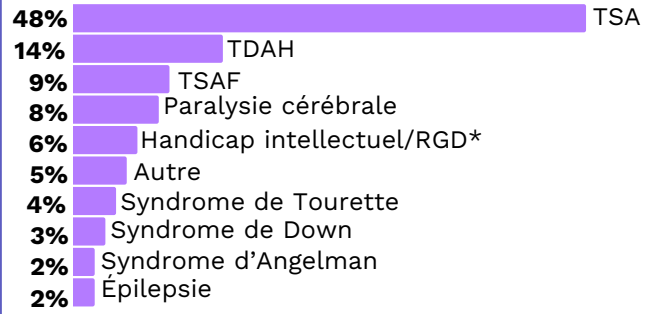 48% TSA
14% TDAH
9% TSAF
8% Paralysie cérébrale
6% Handicap intellectuel/RGD*
5% Autre
4% Syndrome de Tourette
3% Syndrome de Down
2% Syndrome d’Angelman
2% Épilepsie